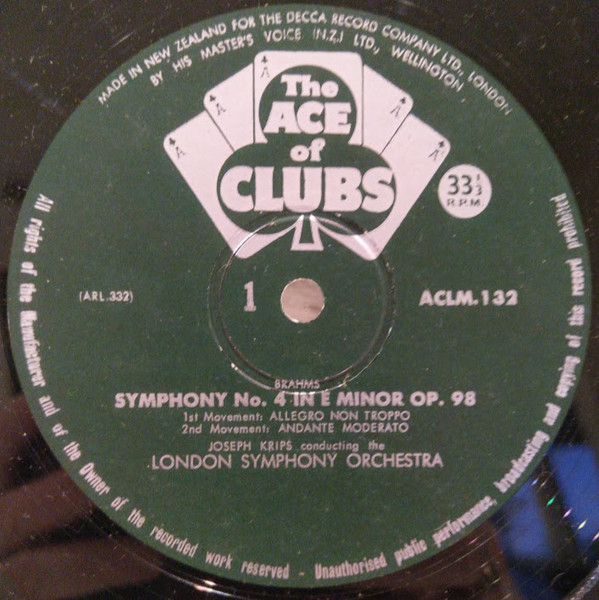 MADE IN NEW ZEALAND FOR THE DECCA RECORD COMPANY LTD., LONDON
BY HIS MASTER'S VOICE (N.Z.) LTD., WELLINGTON
A
A
A
A
The
ACE
of
CLUBS
33 1/3
R.P.M.
(ARL.332)
1
ACLM.132
BRAHMS
SYMPHONY No. 4 IN E MINOR OP. 98
1st Movement: ALLEGRO NON TROPPO
2nd Movement: ANDANTE MODERATO
JOSEPH KRIPS conducting the
LONDON SYMPHONY ORCHESTRA
All rights of the Manufacturer and of the Owner of the recorded work reserved - Unauthorised public performance, broadcasting and copying of this record prohibited